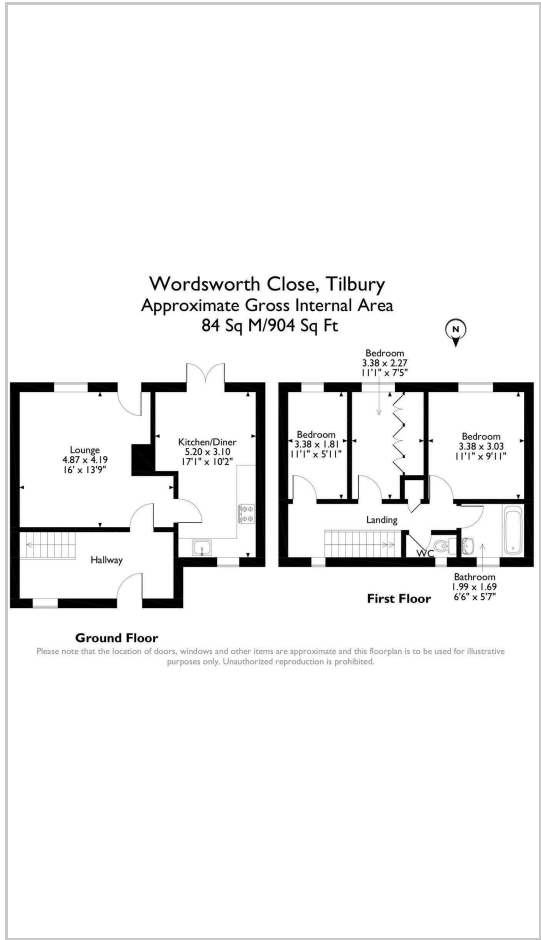 Wordsworth Close, Tilbury
Approximate Gross Internal Area
84 Sq M/904 Sq Ft
N
Lounge
4.87 x 4.19
16' x 13'9"
Kitchen/Diner
5.20 x 3.10
17'1" x 10'2"
Hallway
Ground Floor
Bedroom
3.38 x 2.27
11'1" x 7'5"
Bedroom
3.38 x 1.81
11'1" x 5'11"
Bedroom
3.38 x 3.03
11'1" x 9'11"
Landing
WC
Bathroom
1.99 x 1.69
6'6" x 5'7"
First Floor
Please note that the location of doors, windows and other items are approximate and this floorplan is to be used for illustrative
purposes only. Unauthorized reproduction is prohibited.